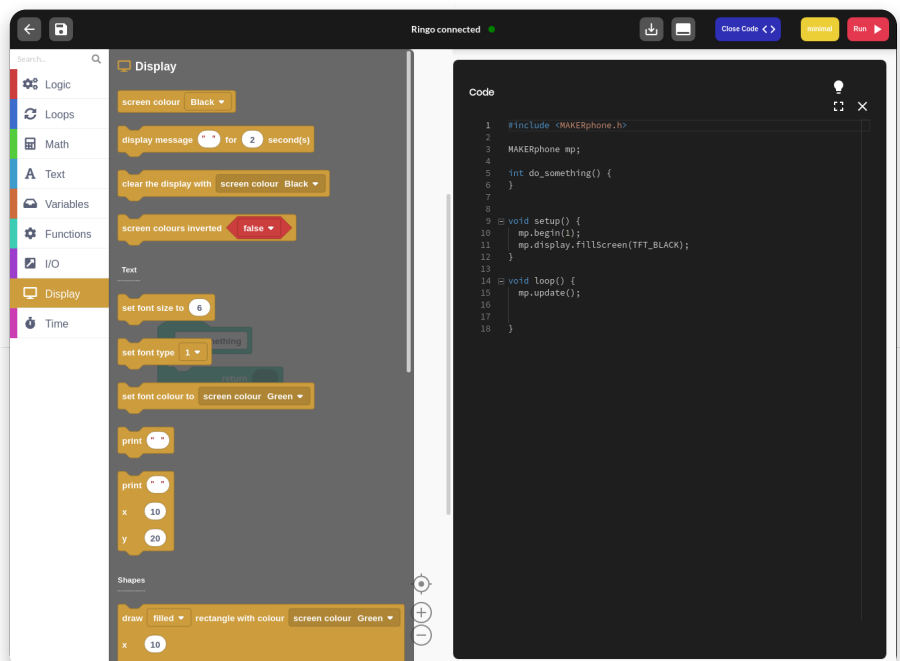 Ringo connected
Close Code < >
minimal
Run
Search...
Logic
Loops
Math
A Text
Variables
Functions
I/O
Display
Time
Display
screen colour Black
display message " " for 2 second(s)
clear the display with screen colour Black
screen colours inverted false
Text
set font size to 6
set font type 1
set font colour to screen colour Green
return
print " "
print " "
x 10
y 20
Shapes
draw filled rectangle with colour screen colour Green
x 10
Code
1 #include <MAKERphone.h>
2
3 MAKERphone mp;
4
5 int do_something() {
6 }
7
8
9 void setup() {
10 mp.begin(1);
11 mp.display.fillScreen(TFT_BLACK);
12 }
13
14 void loop() {
15 mp.update();
16
17
18 }